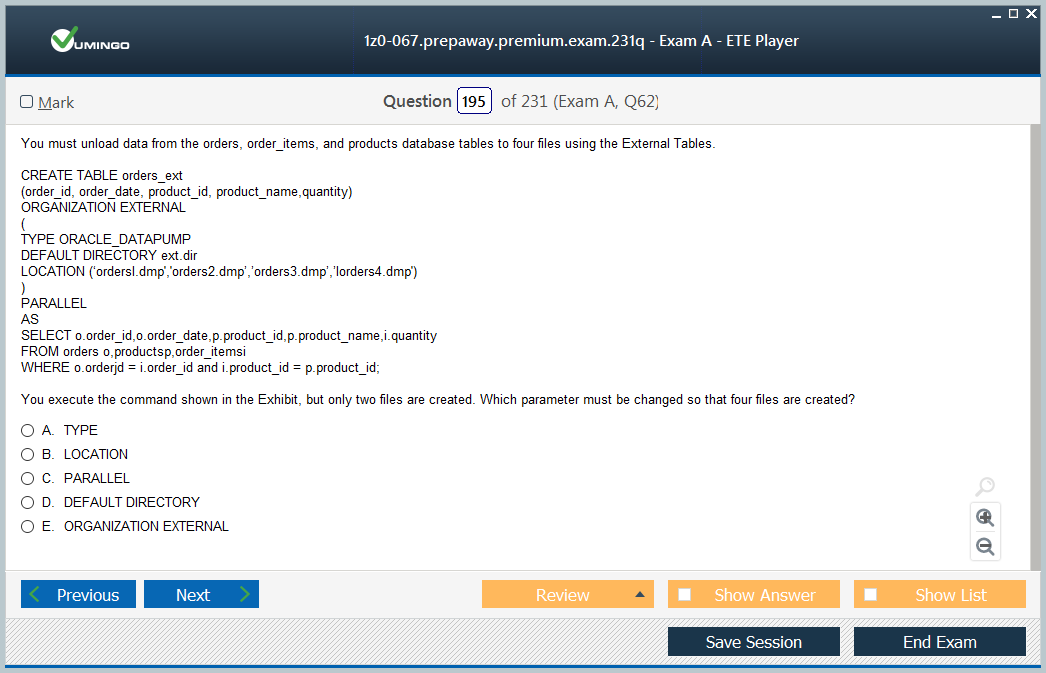 VUMINGO
1z0-067.prepaway.premium.exam.231q - Exam A - ETE Player
Mark
Question 195 of 231 (Exam A, Q62)
You must unload data from the orders, order_items, and products database tables to four files using the External Tables.
CREATE TABLE orders_ext
(order_id, order_date, product_id, product_name,quantity)
ORGANIZATION EXTERNAL
(
TYPE ORACLE_DATAPUMP
DEFAULT DIRECTORY ext.dir
LOCATION (‘ordersl.dmp’,'orders2.dmp’,’orders3.dmp’,’lorders4.dmp')
)
PARALLEL
AS
SELECT o.order_id,o.order_date,p.product_id,p.product_name,i.quantity
FROM orders o,productsp,order_itemsi
WHERE o.orderjd = i.order_id and i.product_id = p.product_id;
You execute the command shown in the Exhibit, but only two files are created. Which parameter must be changed so that four files are created?
A. TYPE
B. LOCATION
C. PARALLEL
D. DEFAULT DIRECTORY
E. ORGANIZATION EXTERNAL
Previous
Next
Review
Show Answer
Show List
Save Session
End Exam